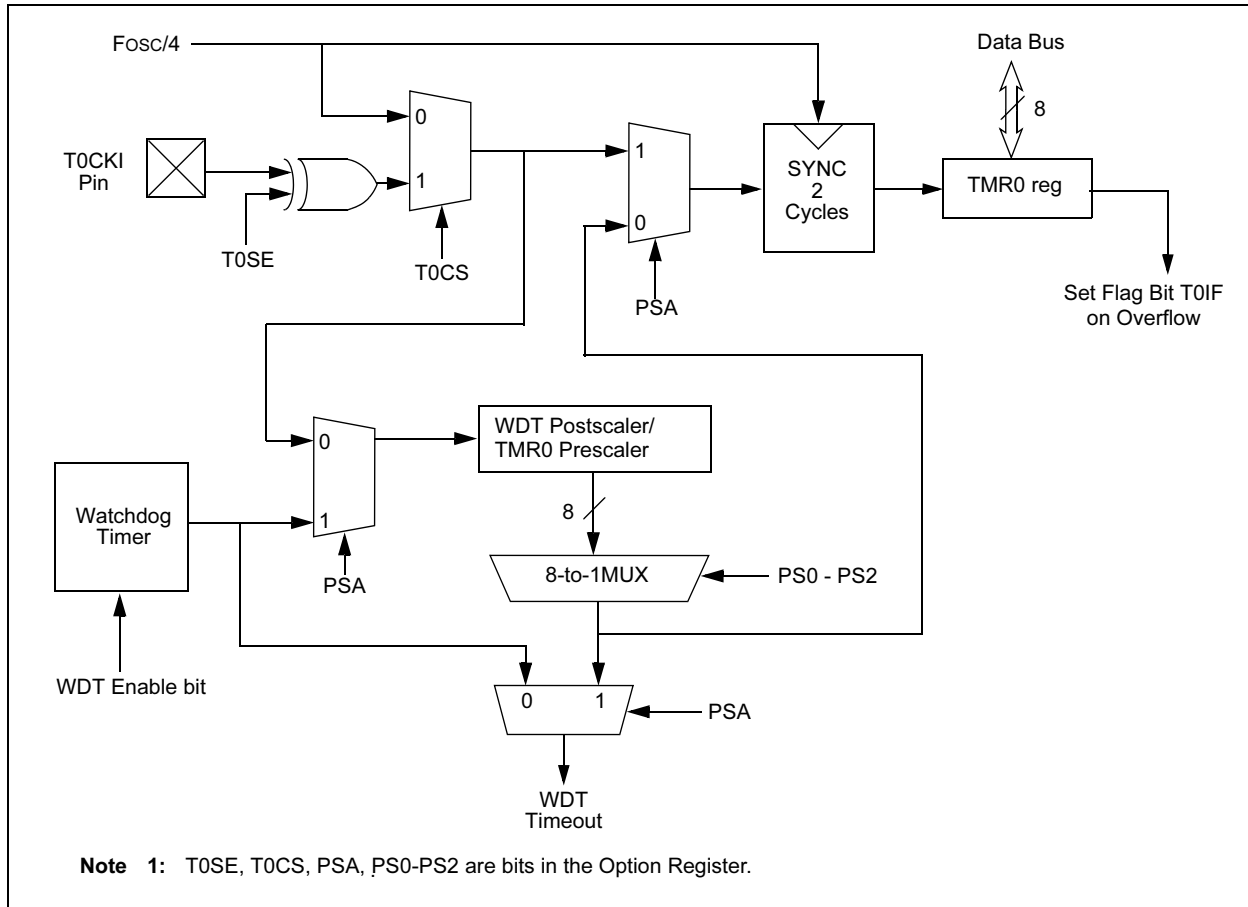 FOSC/4
Data Bus
8
0
T0CKI
Pin
1
T0SE
T0CS
1
0
PSA
SYNC
2
Cycles
TMR0 reg
Set Flag Bit T0IF
on Overflow
0
1
PSA
WDT Postscaler/
TMR0 Prescaler
Watchdog
Timer
8
8-to-1MUX
PS0 - PS2
WDT Enable bit
0 1
PSA
WDT
Timeout
Note 1: T0SE, T0CS, PSA, PS0-PS2 are bits in the Option Register.